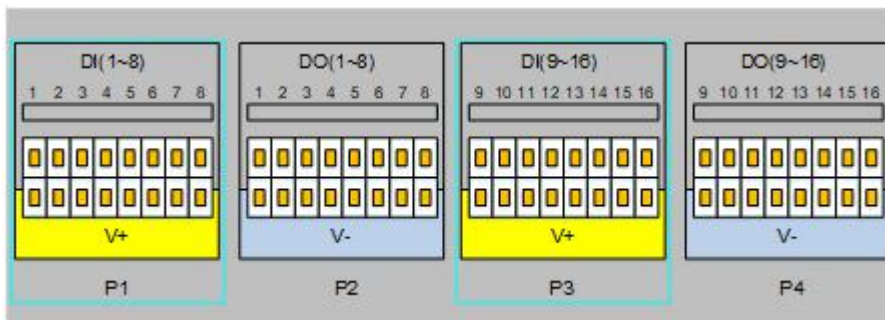 DI(1~8) DO(1~8) DI(9~16) DO(9~16)
1 2 3 4 5 6 7 8 1 2 3 4 5 6 7 8 9 10 11 12 13 14 15 16 9 10 11 12 13 14 15 16
V+ V- V+ V-
P1 P2 P3 P4